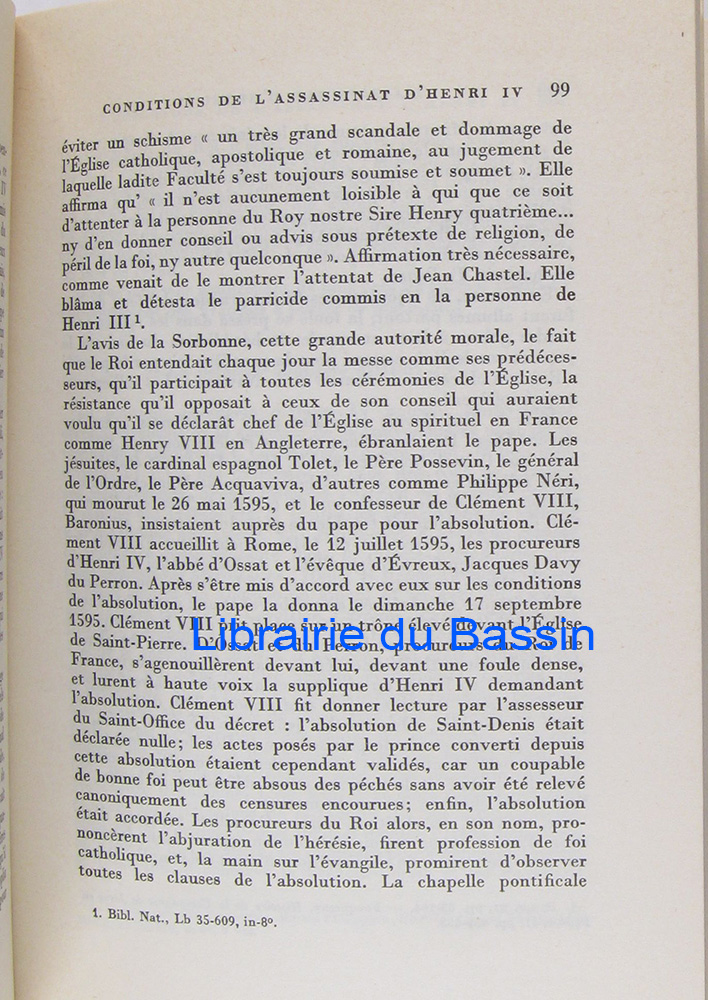 CONDITIONS DE L'ASSASSINAT D'HENRI IV 99
éviter un schisme « un très grand scandale et dommage de
l'Église catholique, apostolique et romaine, au jugement de
laquelle ladite Faculté s'est toujours soumise et soumet ». Elle
affirma qu' « il n'est aucunement loisible à qui que ce soit
d'attenter à la personne du Roy nostre Sire Henry quatrième...
ny d'en donner conseil ou advis sous prétexte de religion, de
péril de la foi, ny autre quelconque ». Affirmation très nécessaire,
comme venait de le montrer l'attentat de Jean Chastel. Elle
blâma et détesta le parricide commis en la personne de
Henri III¹.
L'avis de la Sorbonne, cette grande autorité morale, le fait
que le Roi entendait chaque jour la messe comme ses prédéces-
seurs, qu'il participait à toutes les cérémonies de l'Église, la
résistance qu'il opposait à ceux de son conseil qui auraient
voulu qu'il se déclarât chef de l'Église au spirituel en France
comme Henry VIII en Angleterre, ébranlaient le pape. Les
jésuites, le cardinal espagnol Tolet, le Père Possevin, le général
de l'Ordre, le Père Acquaviva, d'autres comme Philippe Néri,
qui mourut le 26 mai 1595, et le confesseur de Clément VIII,
Baronius, insistaient auprès du pape pour l'absolution. Clé-
ment VIII accueillit à Rome, le 12 juillet 1595, les procureurs
d'Henri IV, l'abbé d'Ossat et l'évêque d'Évreux, Jacques Davy
du Perron. Après s'être mis d'accord avec eux sur les conditions
de l'absolution, le pape la donna le dimanche 17 septembre
1595. Clément VIII prit place sur un trône élevé devant l'Église
de Saint-Pierre. D'Ossat et du Perron, procureurs du Roi de
Librairie du Bassin
France, s'agenouillèrent devant lui, devant une foule dense,
et lurent à haute voix la supplique d'Henri IV demandant
l'absolution. Clément VIII fit donner lecture par l'assesseur
du Saint-Office du décret : l'absolution de Saint-Denis était
déclarée nulle; les actes posés par le prince converti depuis
cette absolution étaient cependant validés, car un coupable
de bonne foi peut être absous des péchés sans avoir été relevé
canoniquement des censures encourues; enfin, l'absolution
était accordée. Les procureurs du Roi alors, en son nom, pro-
noncèrent l'abjuration de l'hérésie, firent profession de foi
catholique, et, la main sur l'évangile, promirent d'observer
toutes les clauses de l'absolution. La chapelle pontificale
1. Bibl. Nat., Lb 35-609, in-8º.